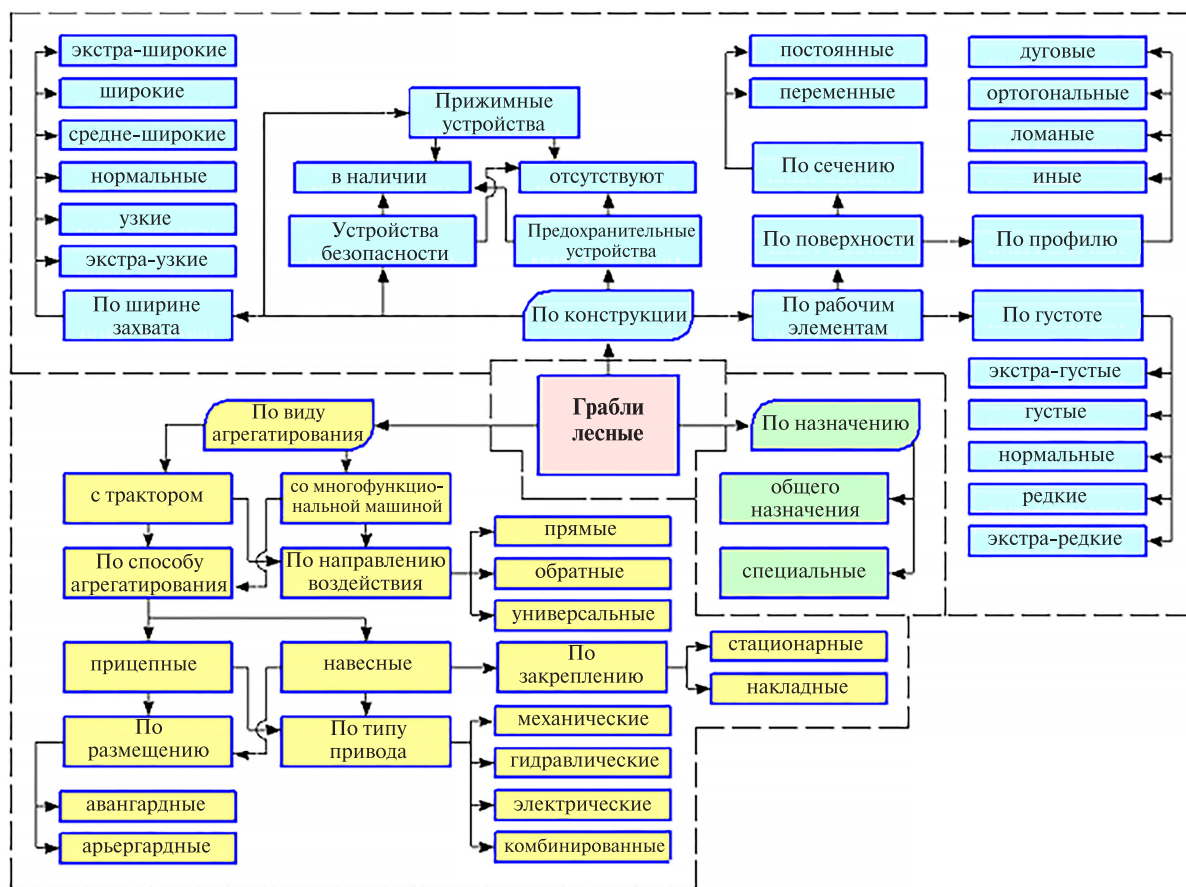 экстра-широкие
широкие
средне-широкие
нормальные
узкие
экстра-узкие
По ширине
захвата
Прижимные
устройства
в наличии
отсутствуют
Устройства
безопасности
Предохранительные
устройства
По конструкции
постоянные
переменные
По сечению
По поверхности
По рабочим
элементам
дуговые
ортогональные
ломаные
иные
По профилю
По густоте
экстра-густые
густые
нормальные
редкие
экстра-редкие
Грабли
лесные
По назначению
общего
назначения
специальные
По виду
агрегатирования
с трактором
со многофункцио-
нальной машиной
По способу
агрегатирования
По направлению
воздействия
прямые
обратные
универсальные
прицепные
навесные
По
закреплению
стационарные
накладные
По
размещению
По типу
привода
механические
гидравлические
электрические
комбинированные
авангардные
арьергардные